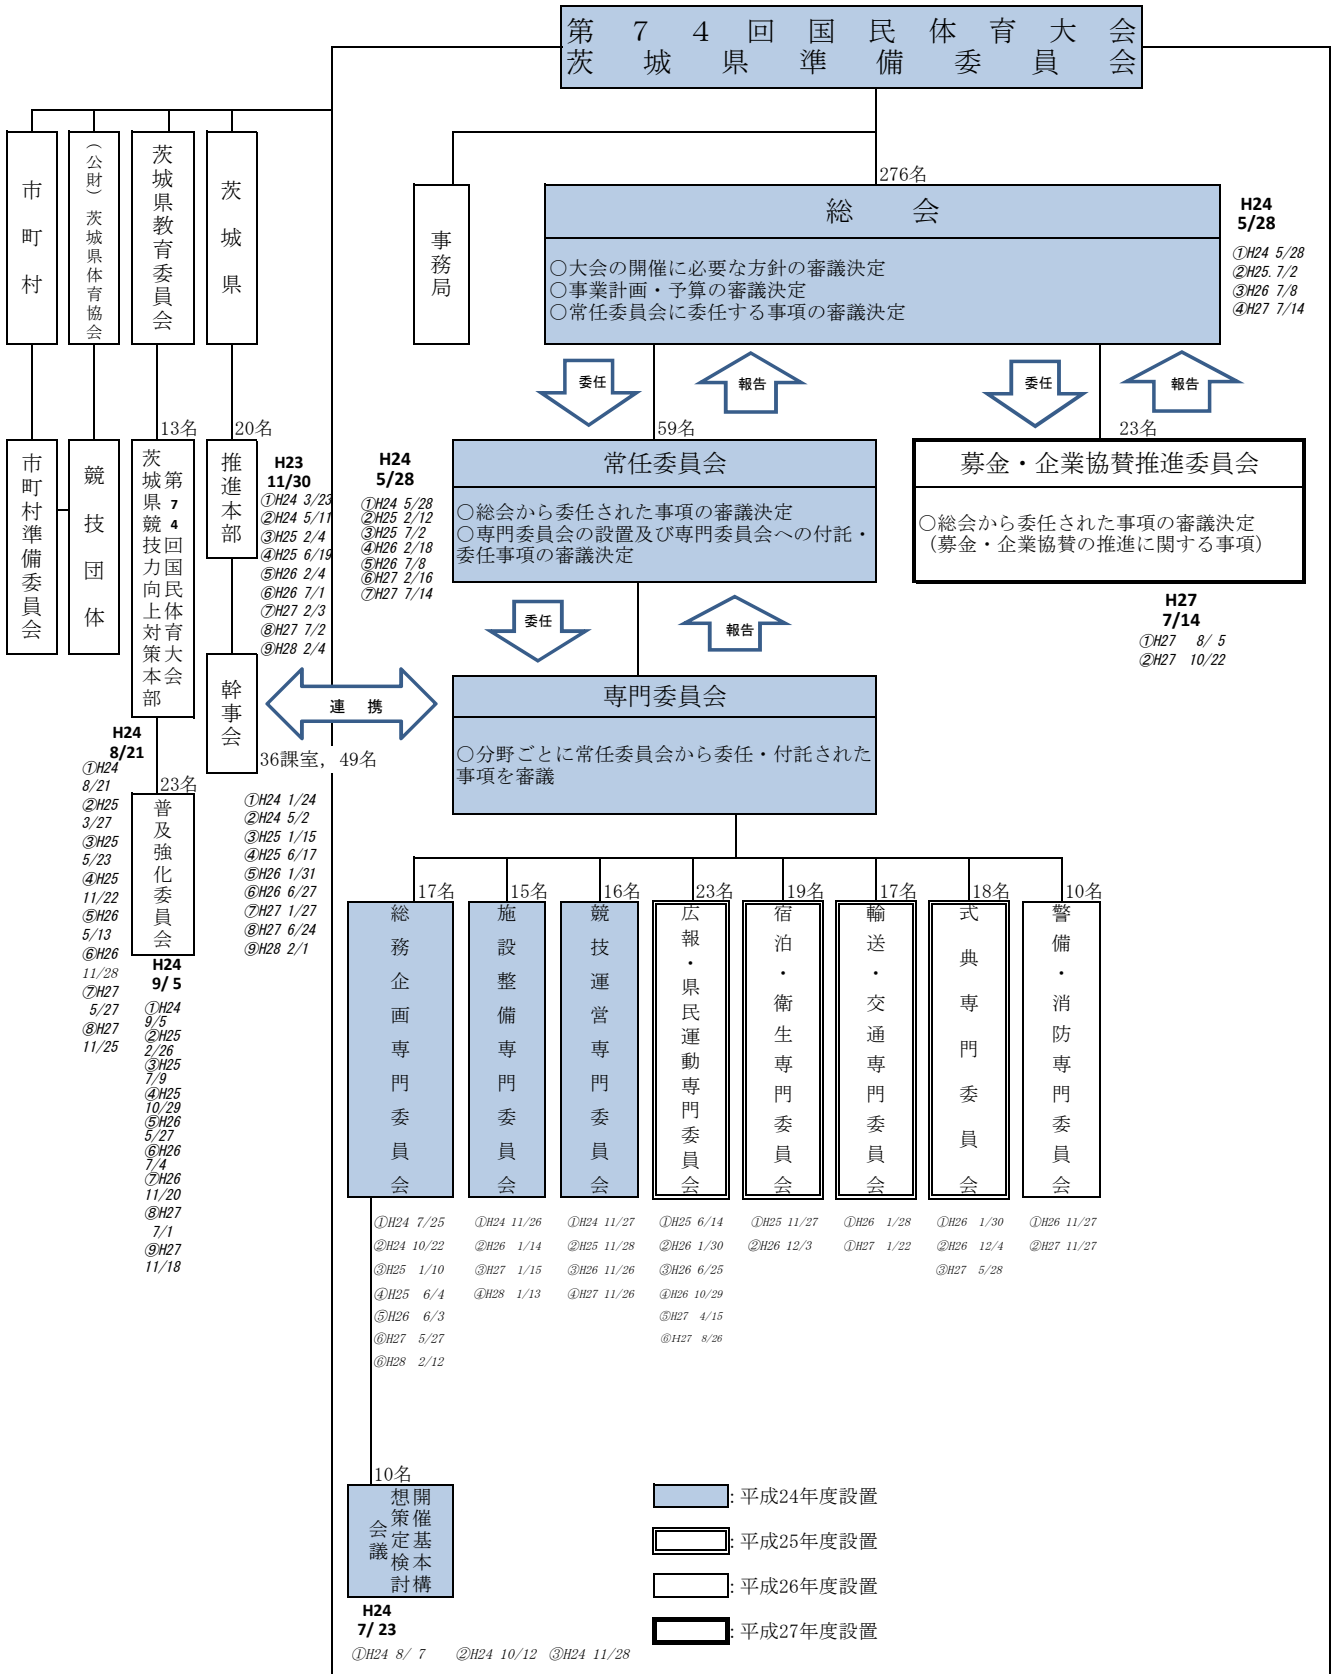 第７４回国民体育大会
茨城県準備委員会
市町村
（公財）茨城県体育協会
茨城県教育委員会
茨城県
事務局
276名
総会
○大会の開催に必要な方針の審議決定
○事業計画・予算の審議決定
○常任委員会に委任する事項の審議決定
H24
5/28
①H24 5/28
②H25. 7/2
③H26 7/8
④H27 7/14
委任
報告
委任
報告
市町村準備委員会
競技団体
13名
第７４回国民体育大会
茨城県競技力向上対策本部
20名
推進本部
H23
11/30
①H24 3/23
②H24 5/11
③H25 2/4
④H25 6/19
⑤H26 2/4
⑥H26 7/1
⑦H27 2/3
⑧H27 7/2
⑨H28 2/4
H24
5/28
①H24 5/28
②H25 2/12
③H25 7/2
④H26 2/18
⑤H26 7/8
⑥H27 2/16
⑦H27 7/14
59名
常任委員会
○総会から委任された事項の審議決定
○専門委員会の設置及び専門委員会への付託・
委任事項の審議決定
23名
募金・企業協賛推進委員会
○総会から委任された事項の審議決定
（募金・企業協賛の推進に関する事項）
H27
7/14
①H27 8/ 5
②H27 10/22
委任
報告
幹事会
連携
36課室，49名
①H24 1/24
②H24 5/2
③H25 1/15
④H25 6/17
⑤H26 1/31
⑥H26 6/27
⑦H27 1/27
⑧H27 6/24
⑨H28 2/1
専門委員会
○分野ごとに常任委員会から委任・付託された
事項を審議
H24
8/21
①H24
8/21
②H25
3/27
③H25
5/23
④H25
11/22
⑤H26
5/13
⑥H26
11/28
⑦H27
5/27
⑧H27
11/25
23名
普及強化委員会
H24
9/ 5
①H24
9/5
②H25
2/26
③H25
7/9
④H25
10/29
⑤H26
5/27
⑥H26
7/4
⑦H26
11/20
⑧H27
7/1
⑨H27
11/18
17名
総務企画専門委員会
①H24 7/25
②H24 10/22
③H25 1/10
④H25 6/4
⑤H26 6/3
⑥H27 5/27
⑥H28 2/12
15名
施設整備専門委員会
①H24 11/26
②H26 1/14
③H27 1/15
④H28 1/13
16名
競技運営専門委員会
①H24 11/27
②H25 11/28
③H26 11/26
④H27 11/26
23名
広報・県民運動専門委員会
①H25 6/14
②H26 1/30
③H26 6/25
④H26 10/29
⑤H27 4/15
⑥H27 8/26
19名
宿泊・衛生専門委員会
①H25 11/27
②H26 12/3
17名
輸送・交通専門委員会
①H26 1/28
①H27 1/22
18名
式典専門委員会
①H26 1/30
②H26 12/4
③H27 5/28
10名
警備・消防専門委員会
①H26 11/27
②H27 11/27
10名
開催基本構
想策定検討
会議
H24
7/ 23
①H24 8/ 7 ②H24 10/12 ③H24 11/28
: 平成24年度設置
: 平成25年度設置
: 平成26年度設置
: 平成27年度設置